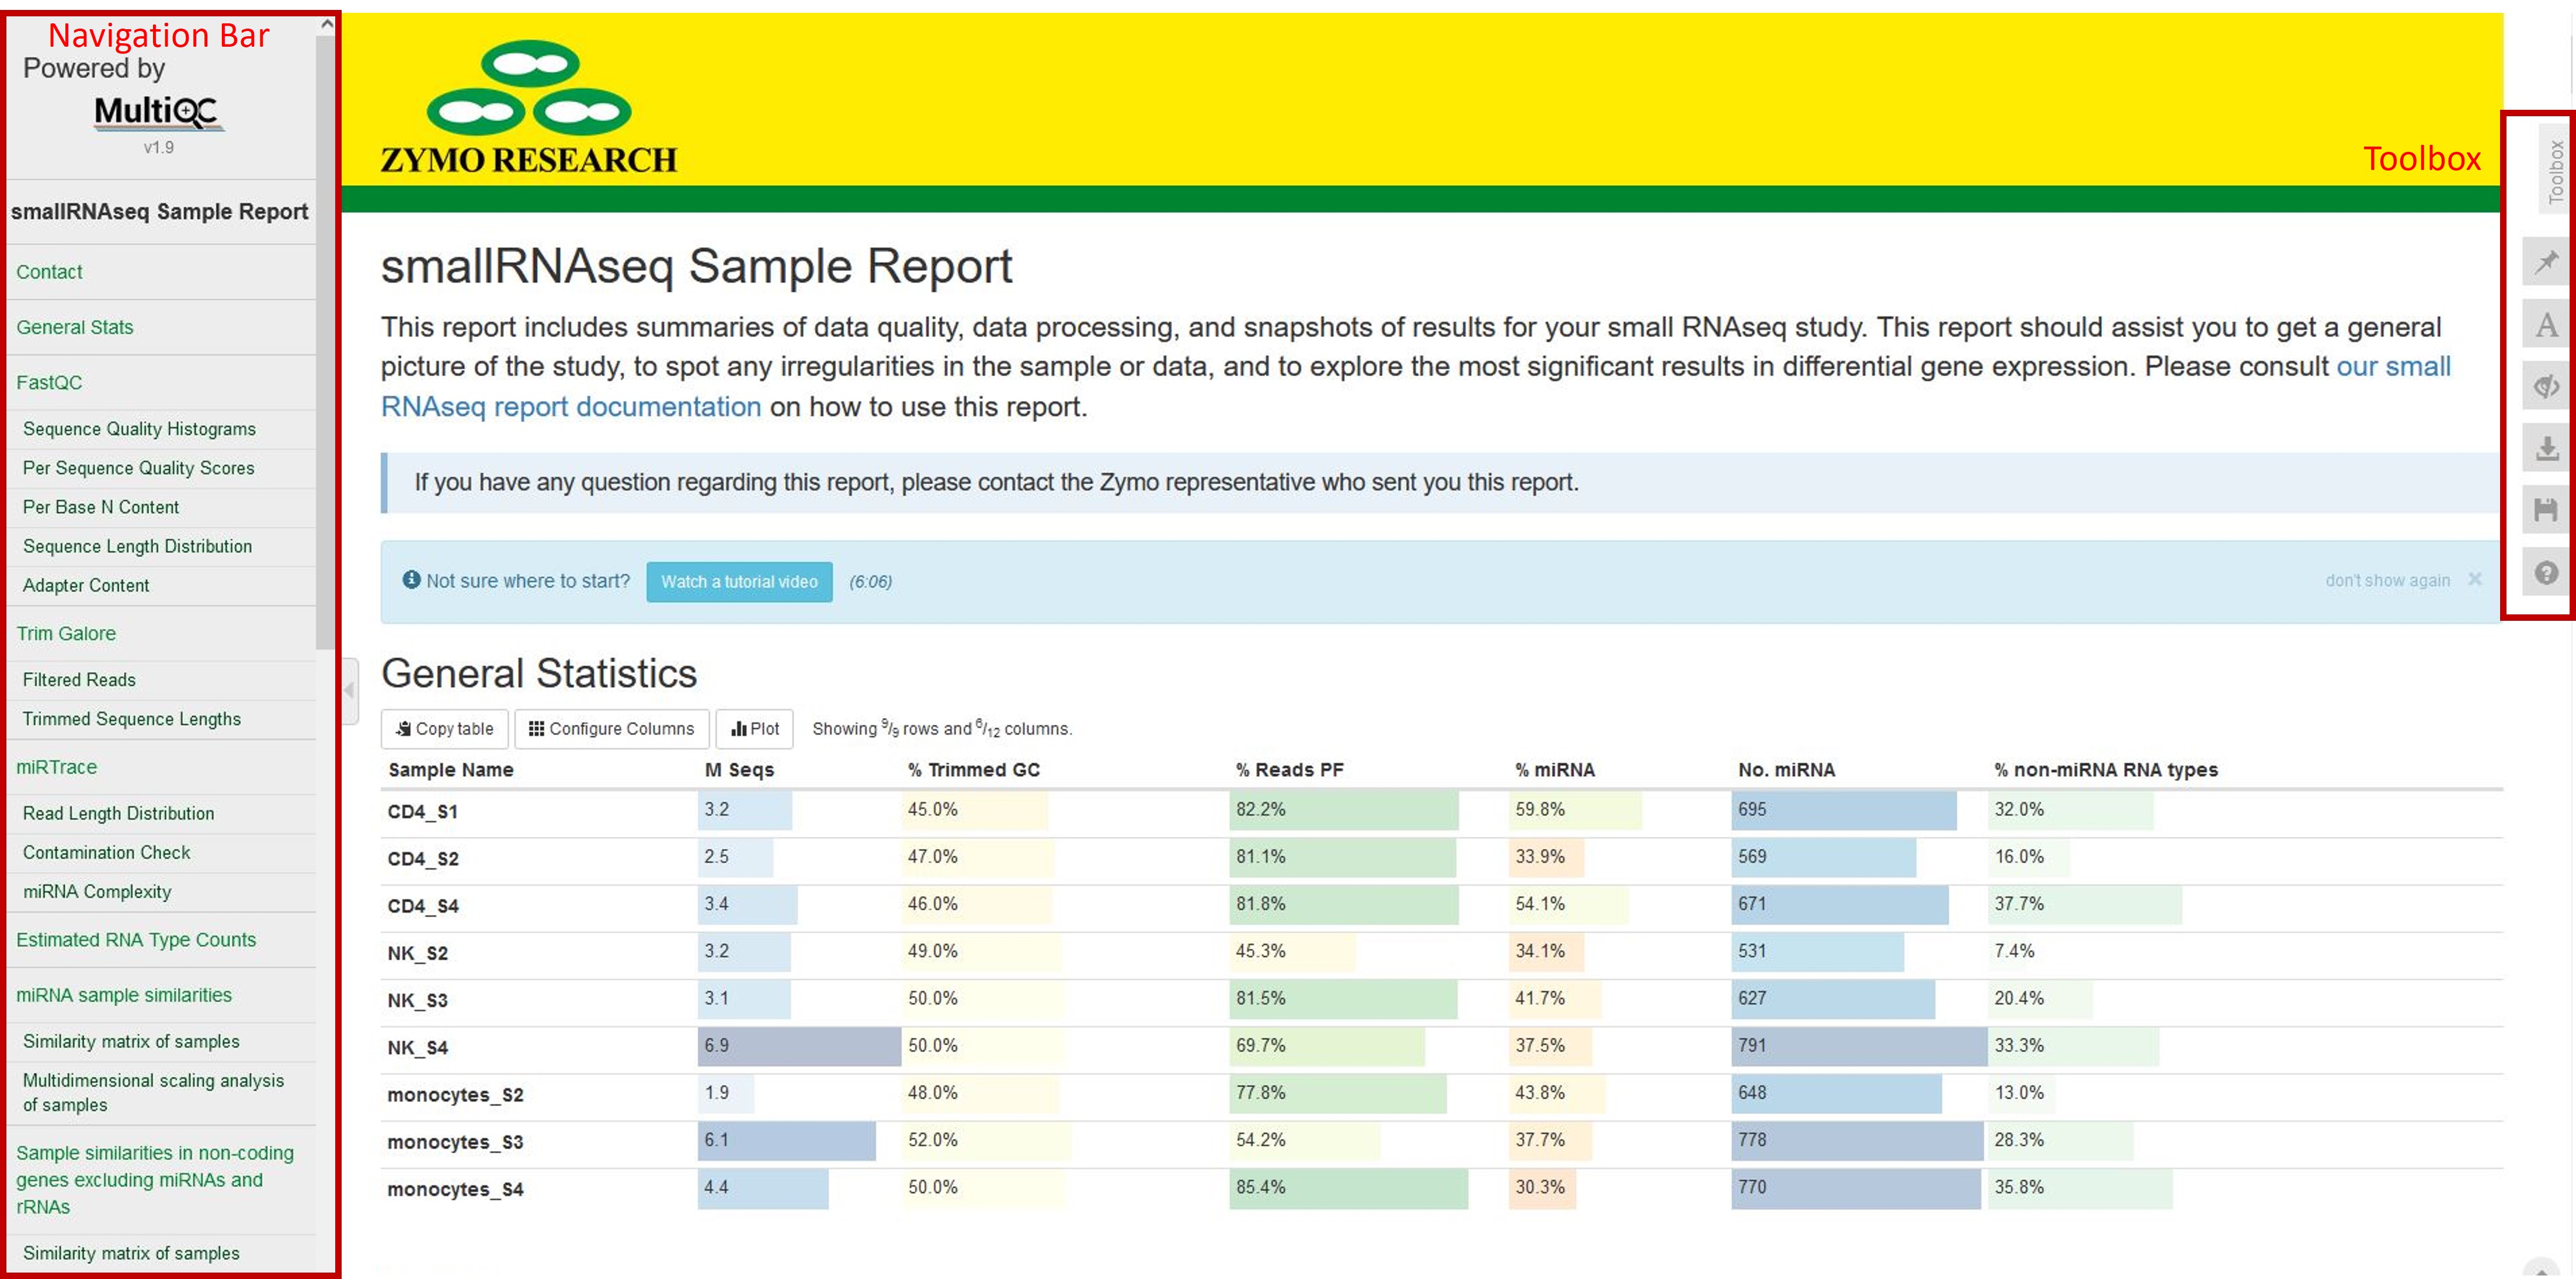 Navigation Bar
Powered by
MultiQC
v1.9
smallRNAseq Sample Report
Contact
General Stats
FastQC
Sequence Quality Histograms
Per Sequence Quality Scores
Per Base N Content
Sequence Length Distribution
Adapter Content
Trim Galore
Filtered Reads
Trimmed Sequence Lengths
miRTrace
Read Length Distribution
Contamination Check
miRNA Complexity
Estimated RNA Type Counts
miRNA sample similarities
Similarity matrix of samples
Multidimensional scaling analysis
of samples
Sample similarities in non-coding
genes excluding miRNAs and
rRNAs
Similarity matrix of samples
ZYMO RESEARCH
Toolbox
Toolbox
A
smallRNAseq Sample Report
This report includes summaries of data quality, data processing, and snapshots of results for your small RNAseq study. This report should assist you to get a general
picture of the study, to spot any irregularities in the sample or data, and to explore the most significant results in differential gene expression. Please consult our small
RNAseq report documentation on how to use this report.
If you have any question regarding this report, please contact the Zymo representative who sent you this report.
Not sure where to start? Watch a tutorial video (6:06) don't show again ×
General Statistics
Copy table Configure Columns Plot Showing 9/9 rows and 6/12 columns.
Sample Name M Seqs % Trimmed GC % Reads PF % miRNA No. miRNA % non-miRNA RNA types
CD4_S1 3.2 45.0% 82.2% 59.8% 695 32.0%
CD4_S2 2.5 47.0% 81.1% 33.9% 569 16.0%
CD4_S4 3.4 46.0% 81.8% 54.1% 671 37.7%
NK_S2 3.2 49.0% 45.3% 34.1% 531 7.4%
NK_S3 3.1 50.0% 81.5% 41.7% 627 20.4%
NK_S4 6.9 50.0% 69.7% 37.5% 791 33.3%
monocytes_S2 1.9 48.0% 77.8% 43.8% 648 13.0%
monocytes_S3 6.1 52.0% 54.2% 37.7% 778 28.3%
monocytes_S4 4.4 50.0% 85.4% 30.3% 770 35.8%